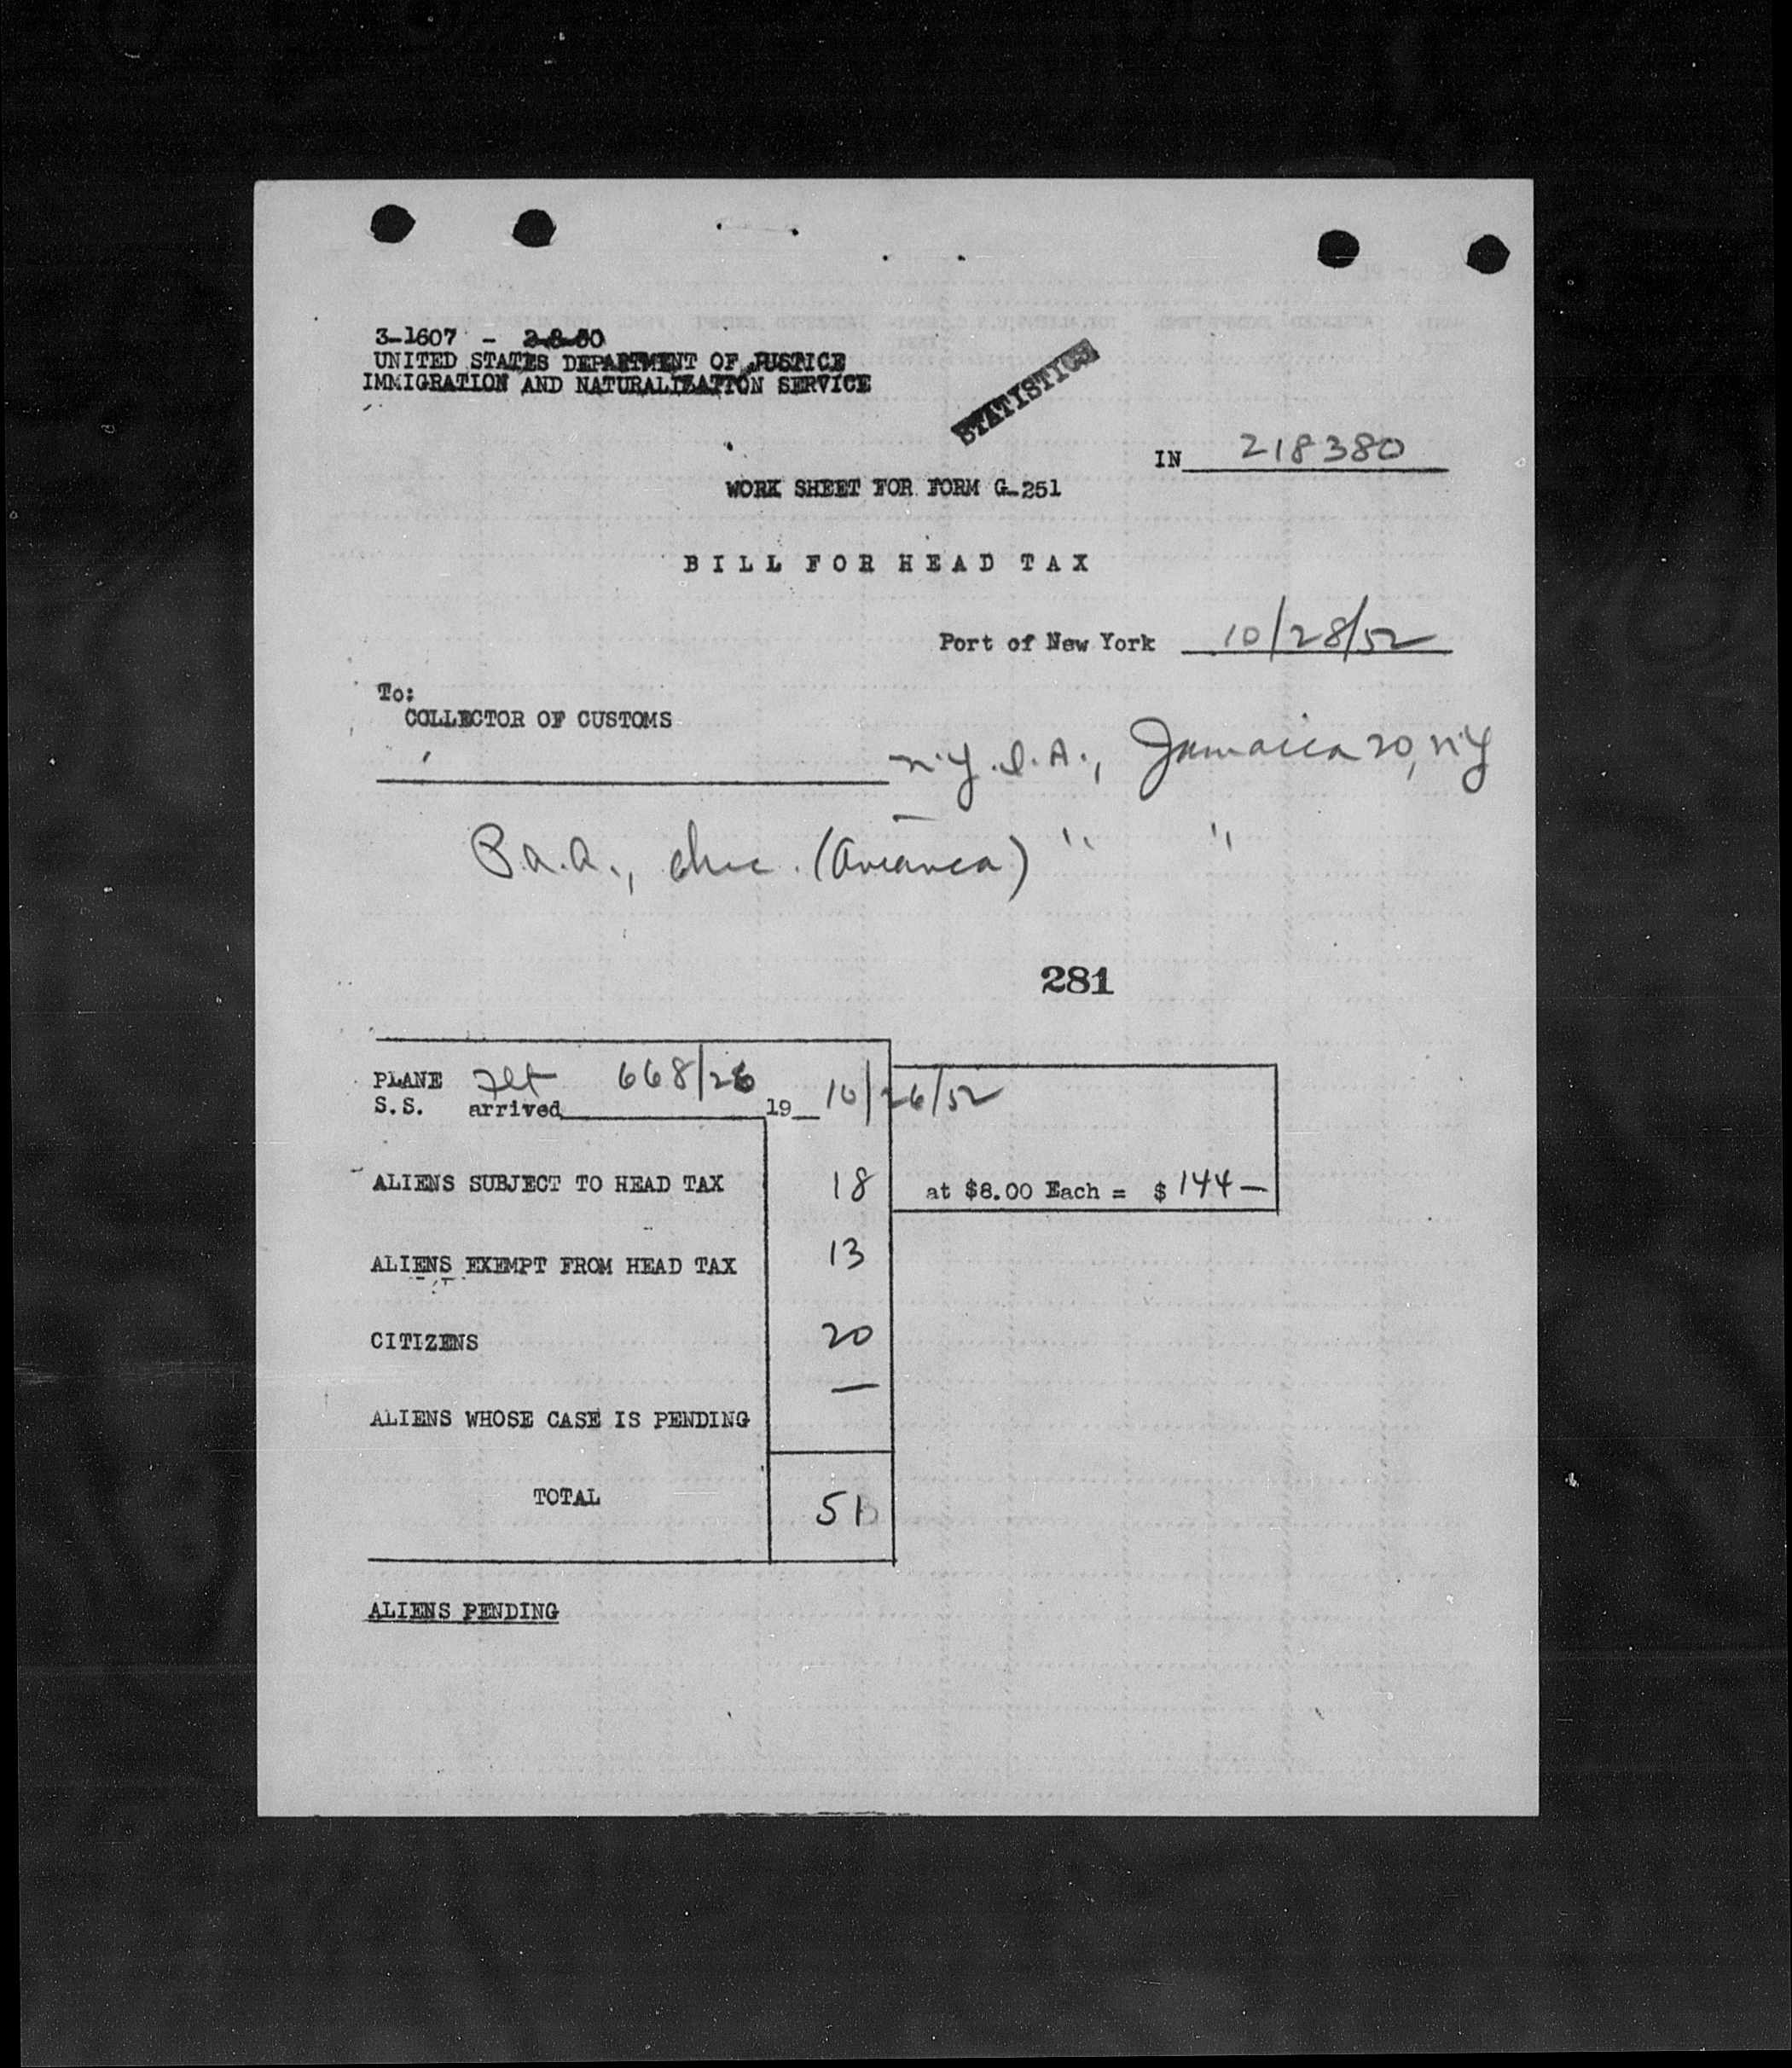 3-1607 - 2-8-50
UNITED STATES DEPARTMENT OF JUSTICE
IMMIGRATION AND NATURALIZATION SERVICE
STATISTICS
IN 218380
WORK SHEET FOR FORM G-251
BILL FOR HEAD TAX
Port of New York 10/28/52
To:
COLLECTOR OF CUSTOMS
N.Y.I.A., Jamaica 20, NY
P.A.A., (Avianca) " "
281
PLANE Flt 668/26 10/26/52
S.S. arrived 19
ALIENS SUBJECT TO HEAD TAX 18 at $8.00 Each = $ 144 —
ALIENS EXEMPT FROM HEAD TAX 13
CITIZENS 20
ALIENS WHOSE CASE IS PENDING —
TOTAL 51
ALIENS PENDING